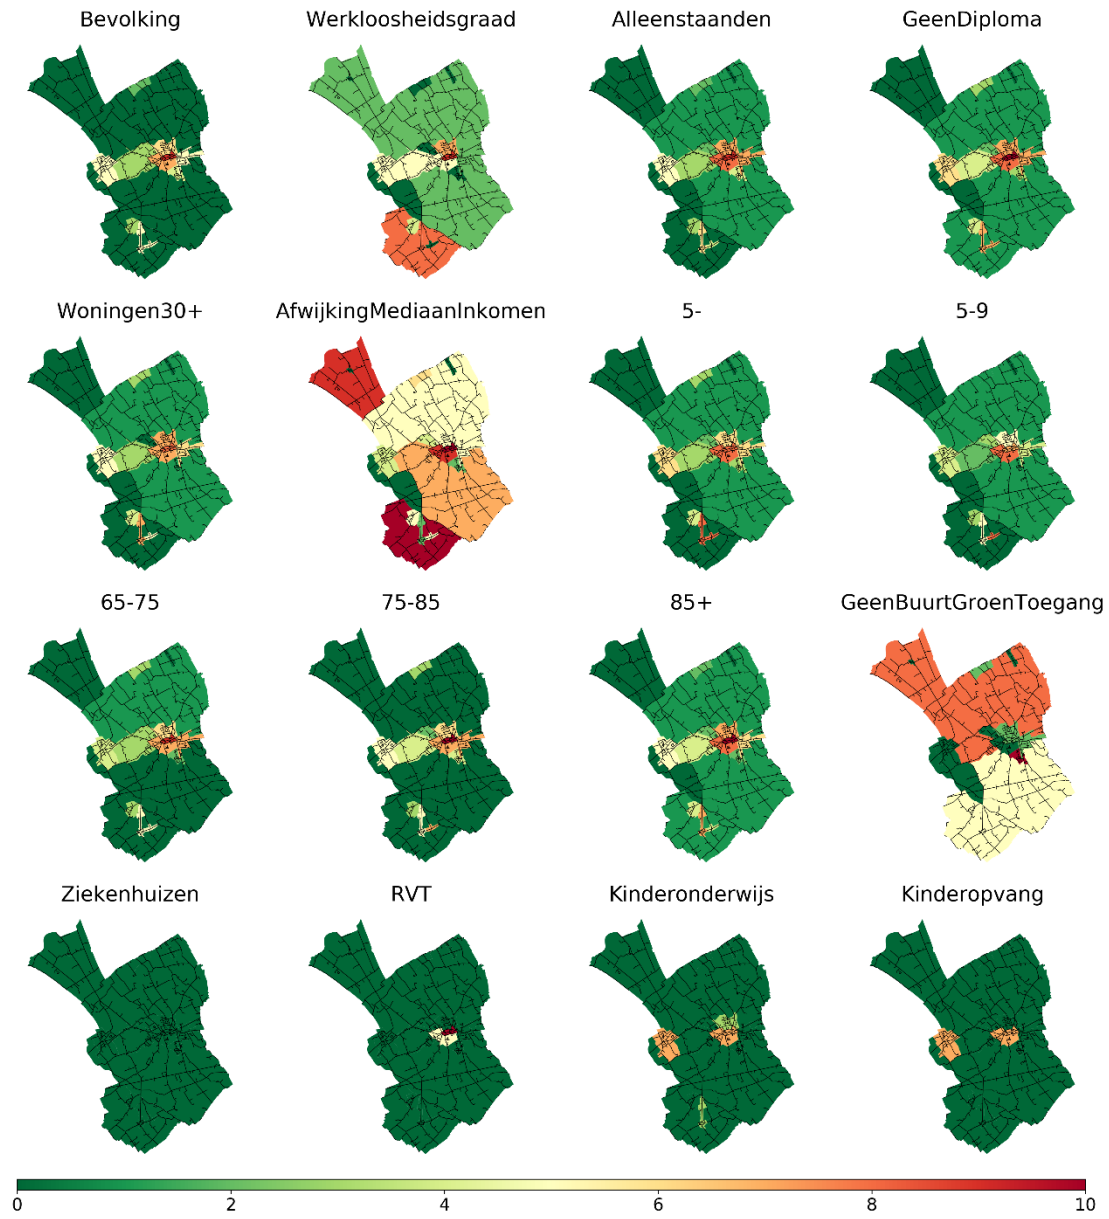 Bevolking Werkloosheidsgraad Alleenstaanden GeenDiploma
Woningen30+ AfwijkingMediaanInkomen 5- 5-9
65-75 75-85 85+ GeenBuurtGroenToegang
Ziekenhuizen RVT Kinderonderwijs Kinderopvang
0 2 4 6 8 10